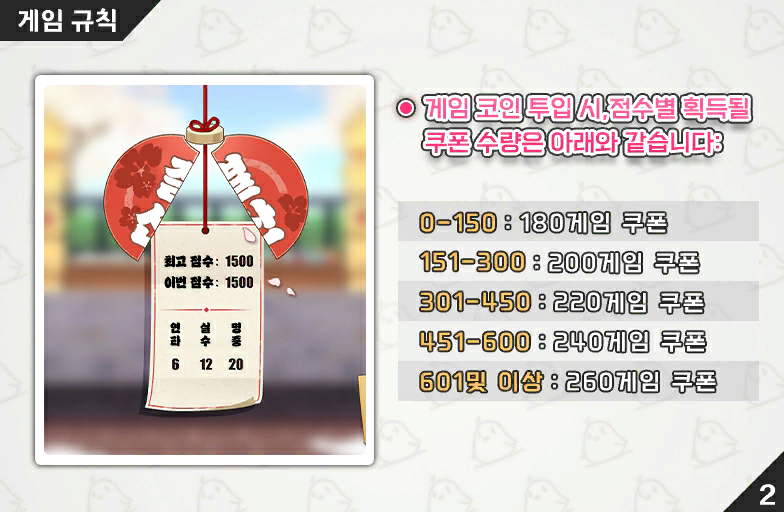 게임 규칙
게임 코인 투입 시,점수별 획득될
쿠폰 수량은 아래와 같습니다:
0-150 : 180게임 쿠폰
151-300 : 200게임 쿠폰
301-450 : 220게임 쿠폰
451-600 : 240게임 쿠폰
601및 이상 : 260게임 쿠폰
최고 점수: 1500
이번 점수: 1500
연타 실수 명중
6 12 20
2